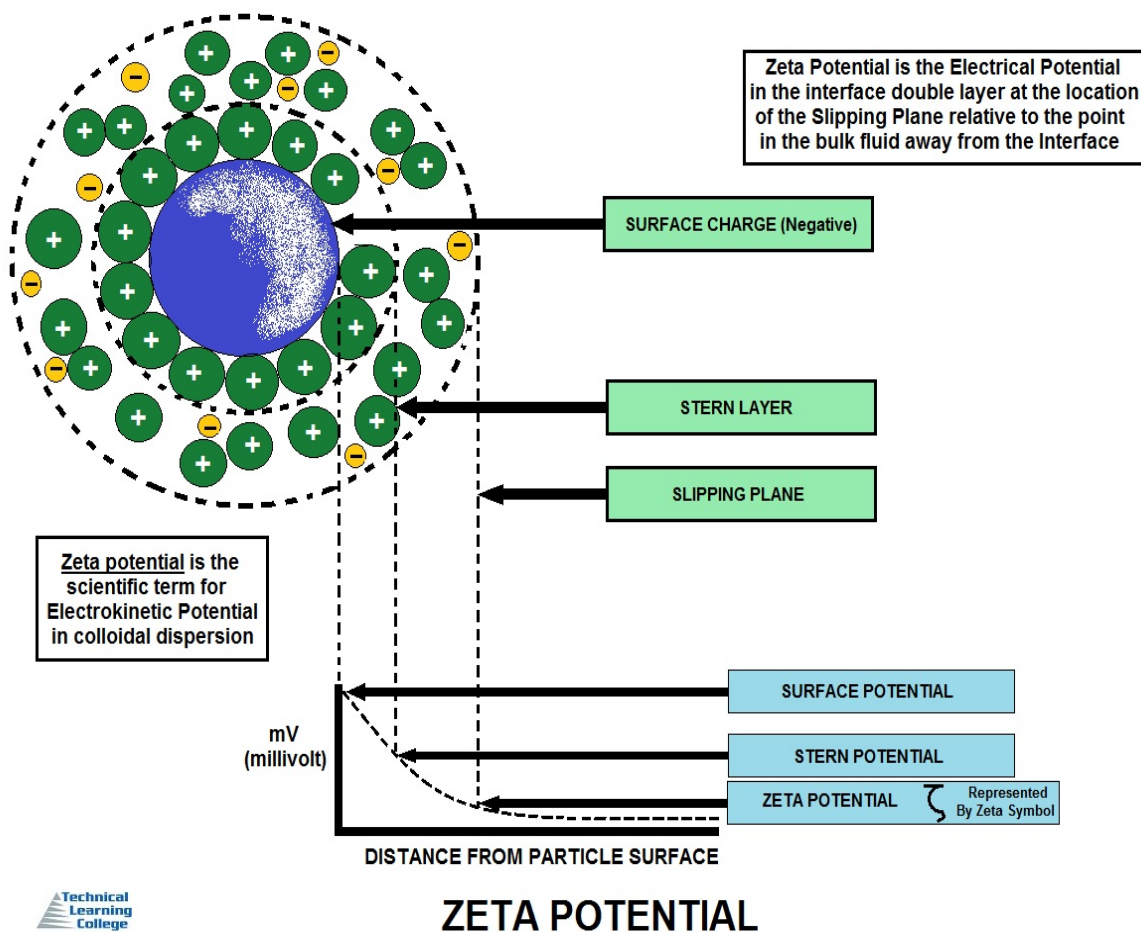 Zeta Potential is the Electrical Potential
in the interface double layer at the location
of the Slipping Plane relative to the point
in the bulk fluid away from the Interface
SURFACE CHARGE (Negative)
STERN LAYER
SLIPPING PLANE
Zeta potential is the
scientific term for
Electrokinetic Potential
in colloidal dispersion
SURFACE POTENTIAL
mV
(millivolt)
STERN POTENTIAL
ZETA POTENTIAL
Represented
By Zeta Symbol
DISTANCE FROM PARTICLE SURFACE
Technical
Learning
College
ZETA POTENTIAL